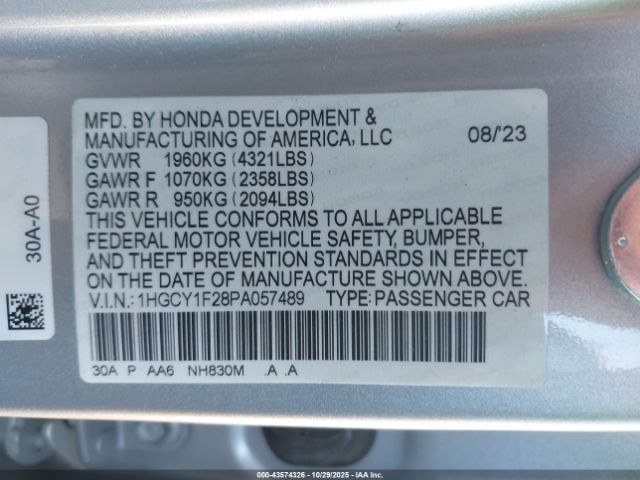 MFD. BY HONDA DEVELOPMENT &
MANUFACTURING OF AMERICA, LLC 08/'23
GVWR 1960KG (4321LBS)
GAWR F 1070KG (2358LBS)
GAWR R 950KG (2094LBS)
THIS VEHICLE CONFORMS TO ALL APPLICABLE
FEDERAL MOTOR VEHICLE SAFETY, BUMPER,
AND THEFT PREVENTION STANDARDS IN EFFECT
ON THE DATE OF MANUFACTURE SHOWN ABOVE.
V.I.N.: 1HGCY1F28PA057489 TYPE: PASSENGER CAR
30A P AA6 NH830M .A .A
30A-A0
000-43574326 | 10/29/2025 | IAA Inc.